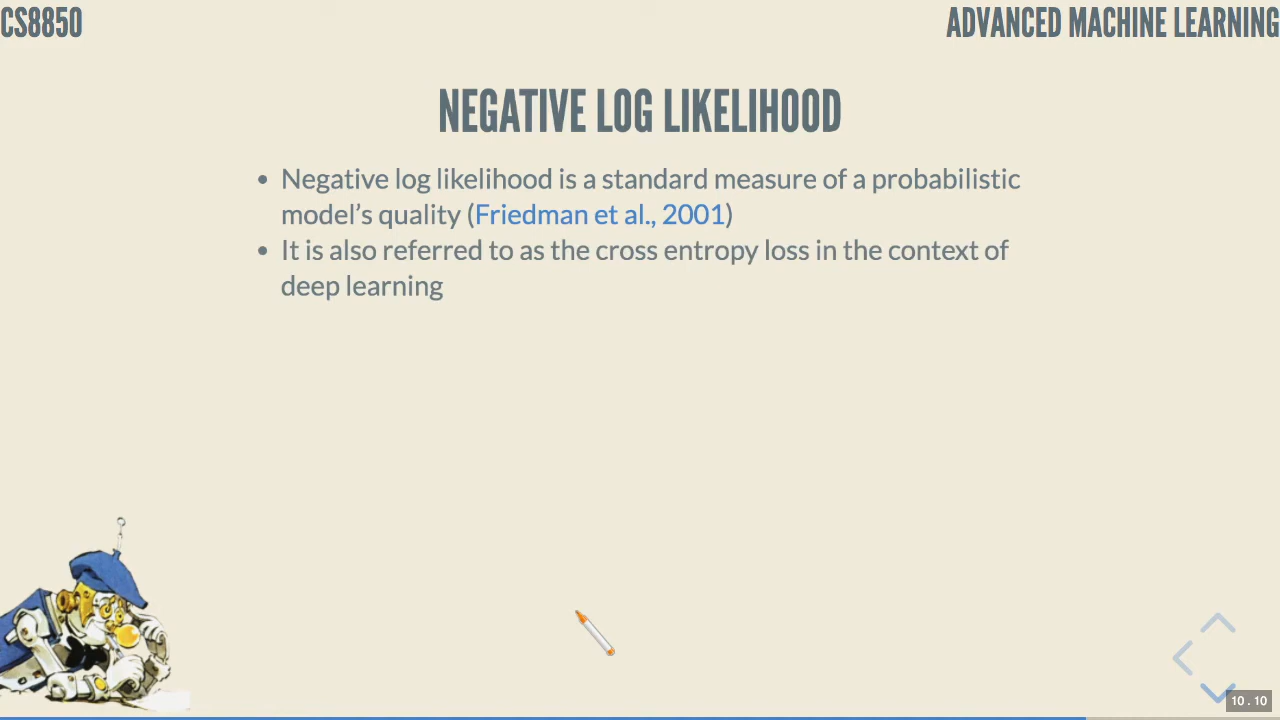 CS8850
ADVANCED MACHINE LEARNING
NEGATIVE LOG LIKELIHOOD
• Negative log likelihood is a standard measure of a probabilistic
model’s quality (Friedman et al., 2001)
• It is also referred to as the cross entropy loss in the context of
deep learning
10 . 10